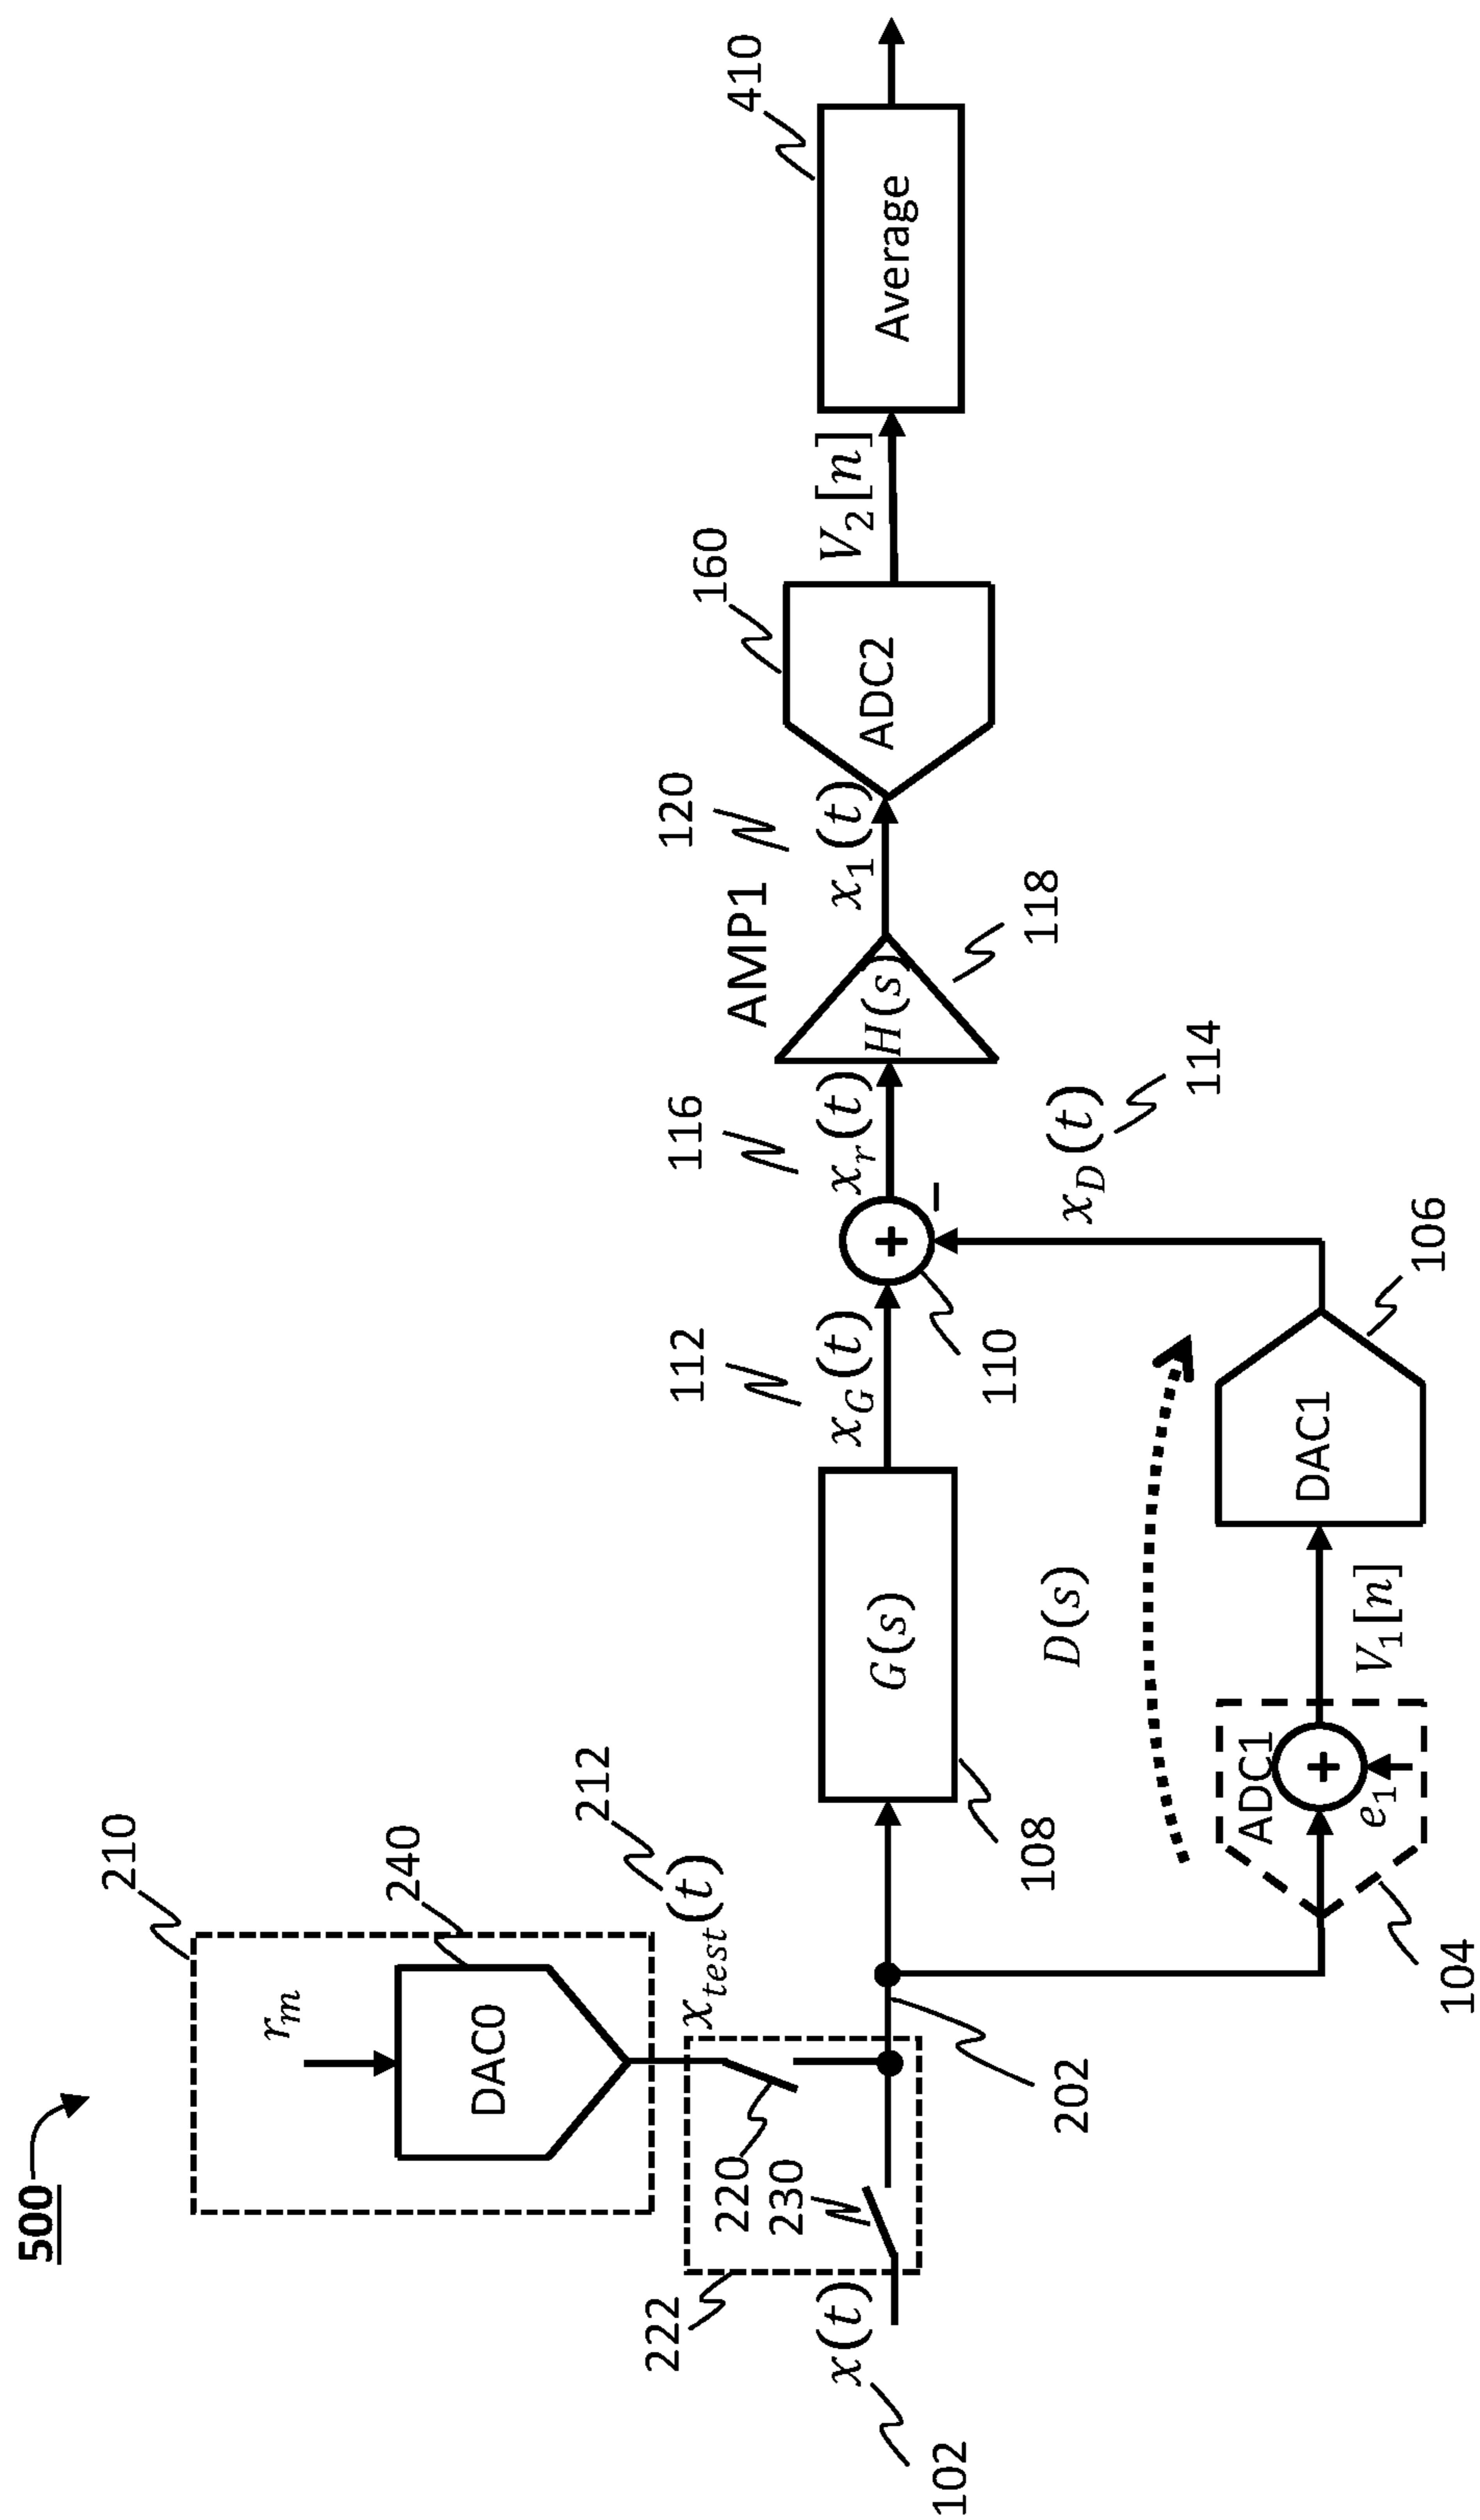 500
210
r_m
240
DAC0
212
x_test(t)
222
220
230
102
x(t)
202
108
G(s)
112
x_G(t)
110
116
x_r(t)
–
AMP1
H(s)
118
120
x_1(t)
160
ADC2
V_2[n]
410
Average
104
ADC1
e_1
V_1[n]
D(s)
DAC1
106
x_D(t)
114
+
+